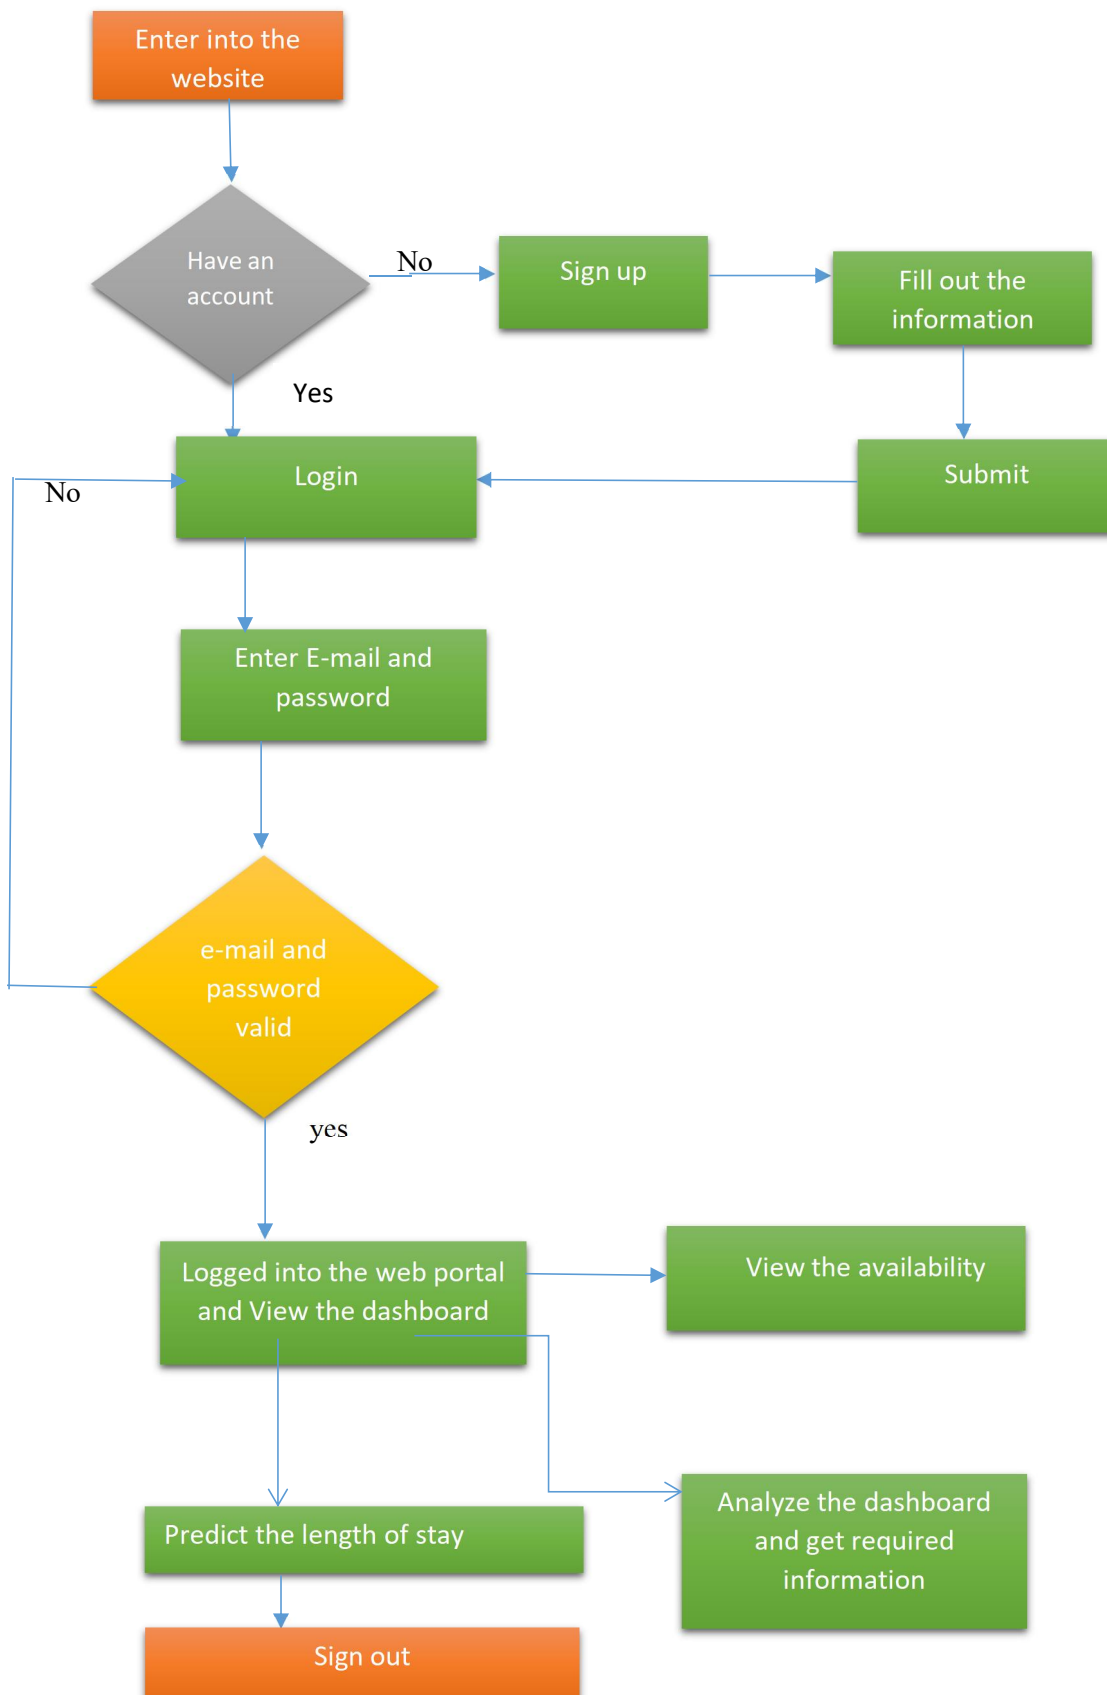 Enter into the
website
Have an
account
No
Sign up
Fill out the
information
Yes
Login
Submit
No
Enter E-mail and
password
e-mail and
password
valid
yes
Logged into the web portal
and View the dashboard
View the availability
Analyze the dashboard
and get required
information
Predict the length of stay
Sign out